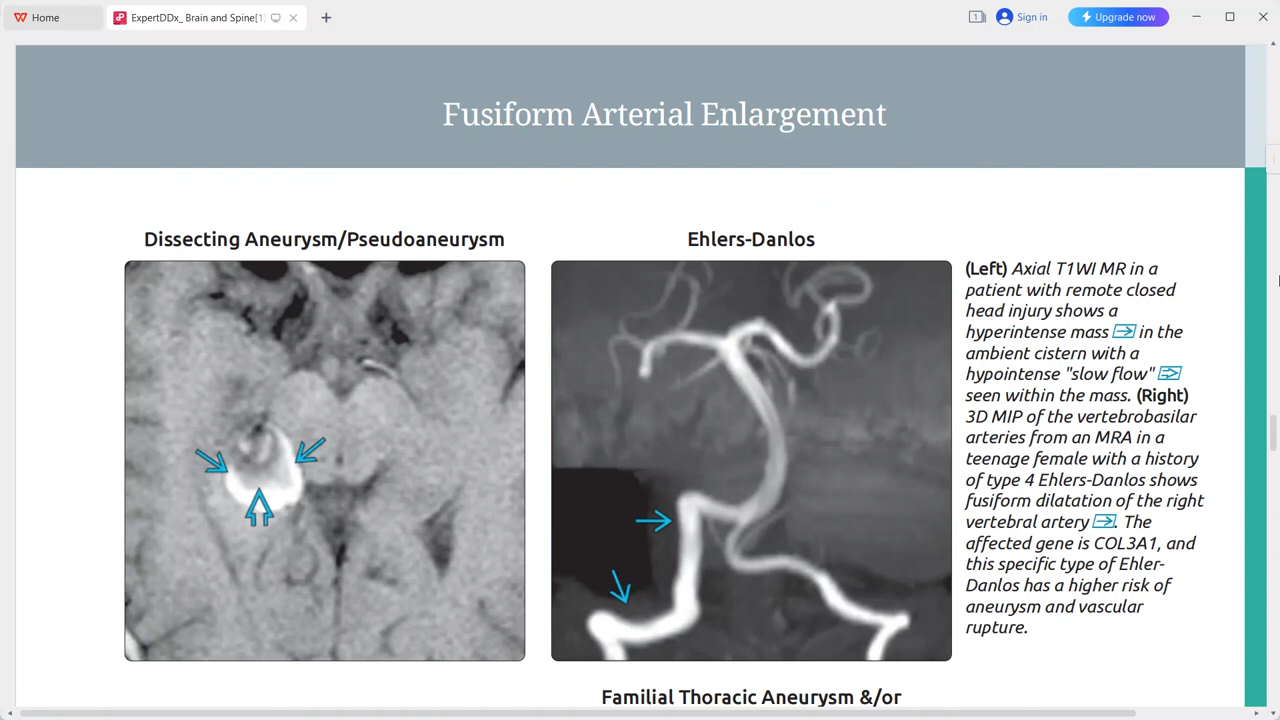 Home
ExpertDDx_ Brain and Spine[1]
1
Sign in
Upgrade now
Fusiform Arterial Enlargement
Dissecting Aneurysm/Pseudoaneurysm
Ehlers-Danlos
(Left) Axial T1WI MR in a
patient with remote closed
head injury shows a
hyperintense mass in the
ambient cistern with a
hypointense "slow flow"
seen within the mass. (Right)
3D MIP of the vertebrobasilar
arteries from an MRA in a
teenage female with a history
of type 4 Ehlers-Danlos shows
fusiform dilatation of the right
vertebral artery . The
affected gene is COL3A1, and
this specific type of Ehler-
Danlos has a higher risk of
aneurysm and vascular
rupture.
Familial Thoracic Aneurysm &/or